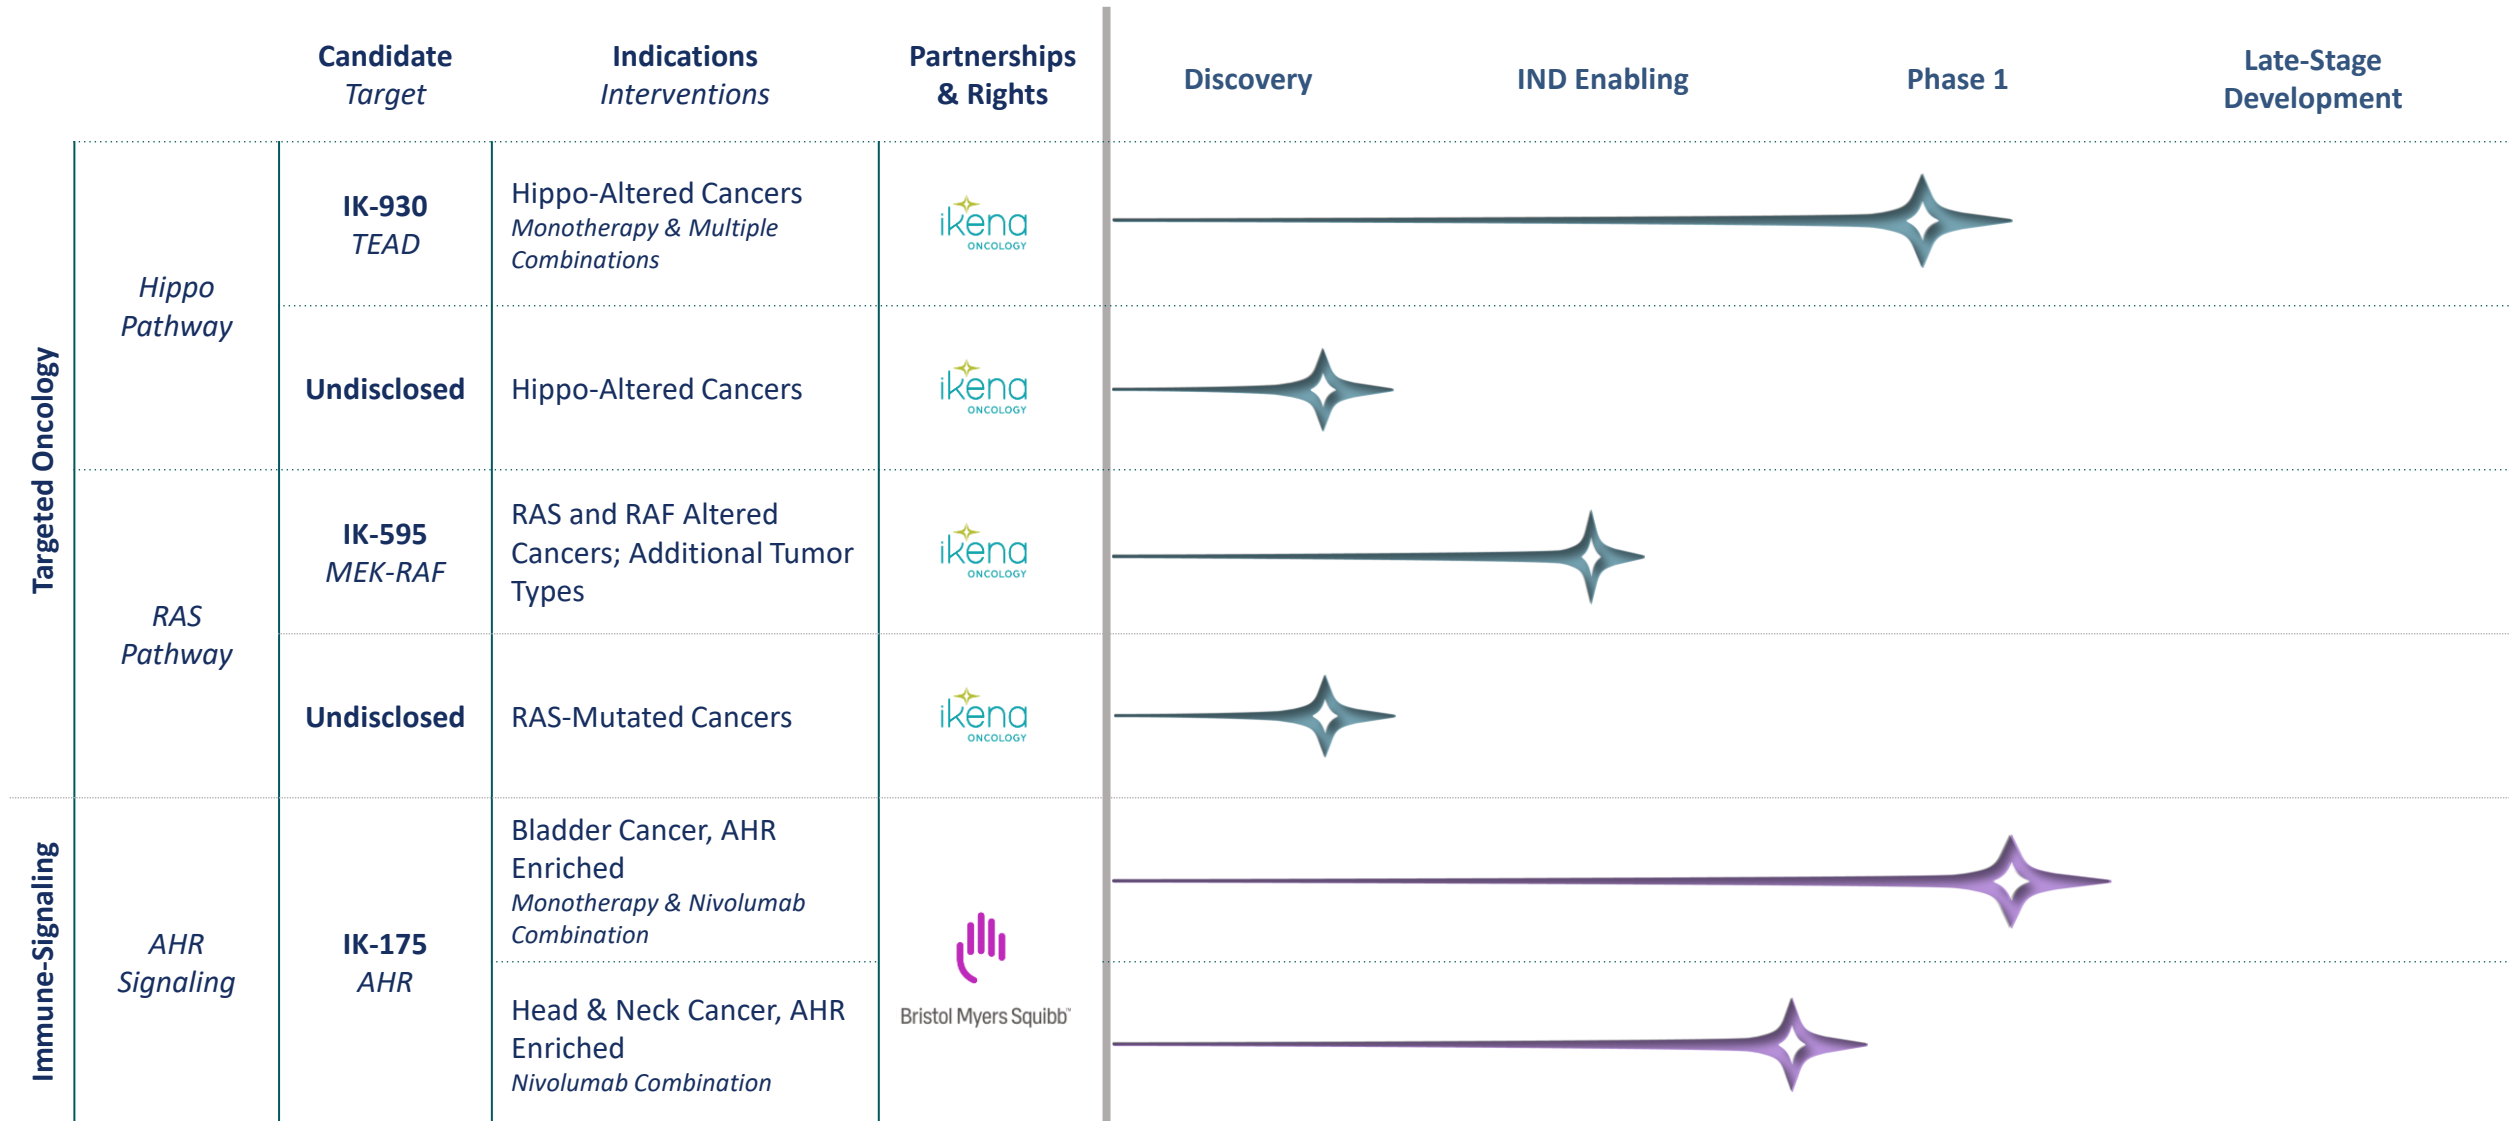 Candidate
Target
Indications
Interventions
Partnerships
& Rights
Discovery
IND Enabling
Phase 1
Late-Stage
Development
Targeted Oncology
Hippo
Pathway
IK-930
TEAD
Hippo-Altered Cancers
Monotherapy & Multiple
Combinations
ikena
ONCOLOGY
Undisclosed
Hippo-Altered Cancers
ikena
ONCOLOGY
RAS
Pathway
IK-595
MEK-RAF
RAS and RAF Altered
Cancers; Additional Tumor
Types
ikena
ONCOLOGY
Undisclosed
RAS-Mutated Cancers
ikena
ONCOLOGY
Immune-Signaling
AHR
Signaling
IK-175
AHR
Bladder Cancer, AHR
Enriched
Monotherapy & Nivolumab
Combination
Head & Neck Cancer, AHR
Enriched
Nivolumab Combination
Bristol Myers Squibb™